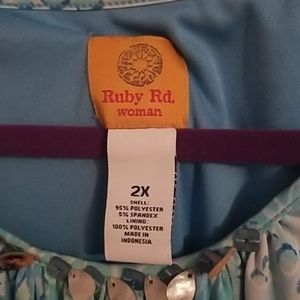 Ruby Rd.
woman
2X
SHELL:
95% POLYESTER
5% SPANDEX
LINING:
100% POLYESTER
MADE IN
INDONESIA